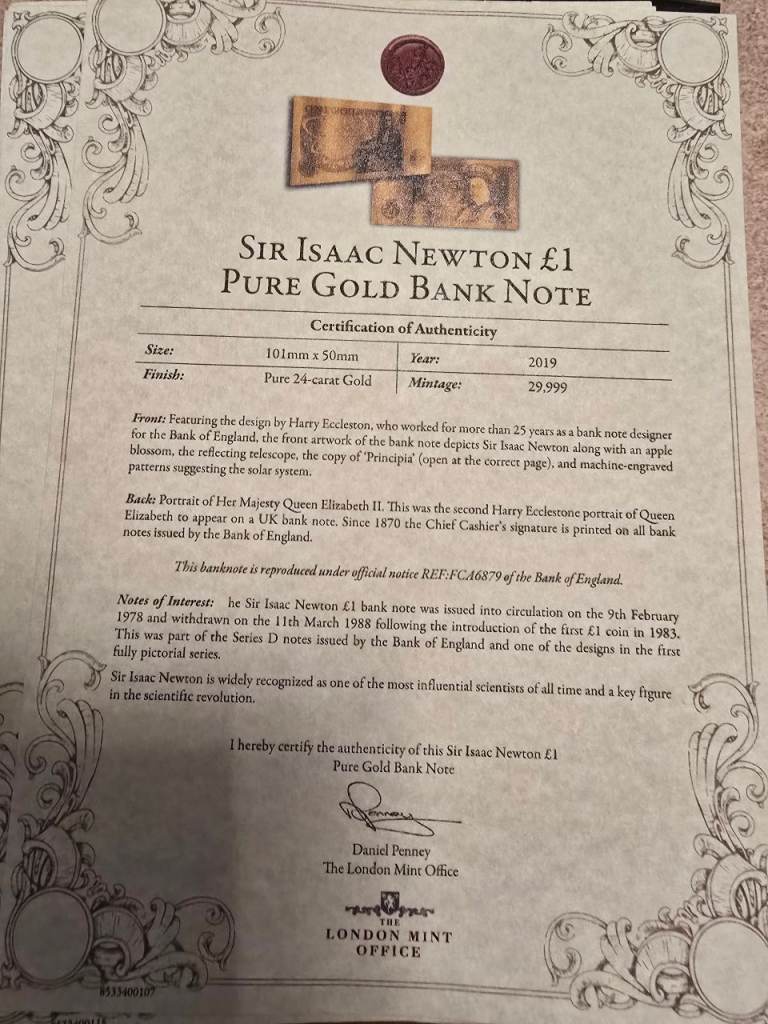 SIR ISAAC NEWTON £1
PURE GOLD BANK NOTE
Certification of Authenticity
Size: 101mm x 50mm Year: 2019
Finish: Pure 24-carat Gold Mintage: 29,999
Front: Featuring the design by Harry Eccleston, who worked for more than 25 years as a bank note designer
for the Bank of England, the front artwork of the bank note depicts Sir Isaac Newton along with an apple
blossom, the reflecting telescope, the copy of 'Principia' (open at the correct page), and machine-engraved
patterns suggesting the solar system.
Back: Portrait of Her Majesty Queen Elizabeth II. This was the second Harry Ecclestone portrait of Queen
Elizabeth to appear on a UK bank note. Since 1870 the Chief Cashier's signature is printed on all bank
notes issued by the Bank of England.
This banknote is reproduced under official notice REF:FCA6879 of the Bank of England.
Notes of Interest: he Sir Isaac Newton £1 bank note was issued into circulation on the 9th February
1978 and withdrawn on the 11th March 1988 following the introduction of the first £1 coin in 1983.
This was part of the Series D notes issued by the Bank of England and one of the designs in the first
fully pictorial series.
Sir Isaac Newton is widely recognized as one of the most influential scientists of all time and a key figure
in the scientific revolution.
I hereby certify the authenticity of this Sir Isaac Newton £1
Pure Gold Bank Note
Daniel Penney
The London Mint Office
THE
LONDON MINT
OFFICE
8533400107